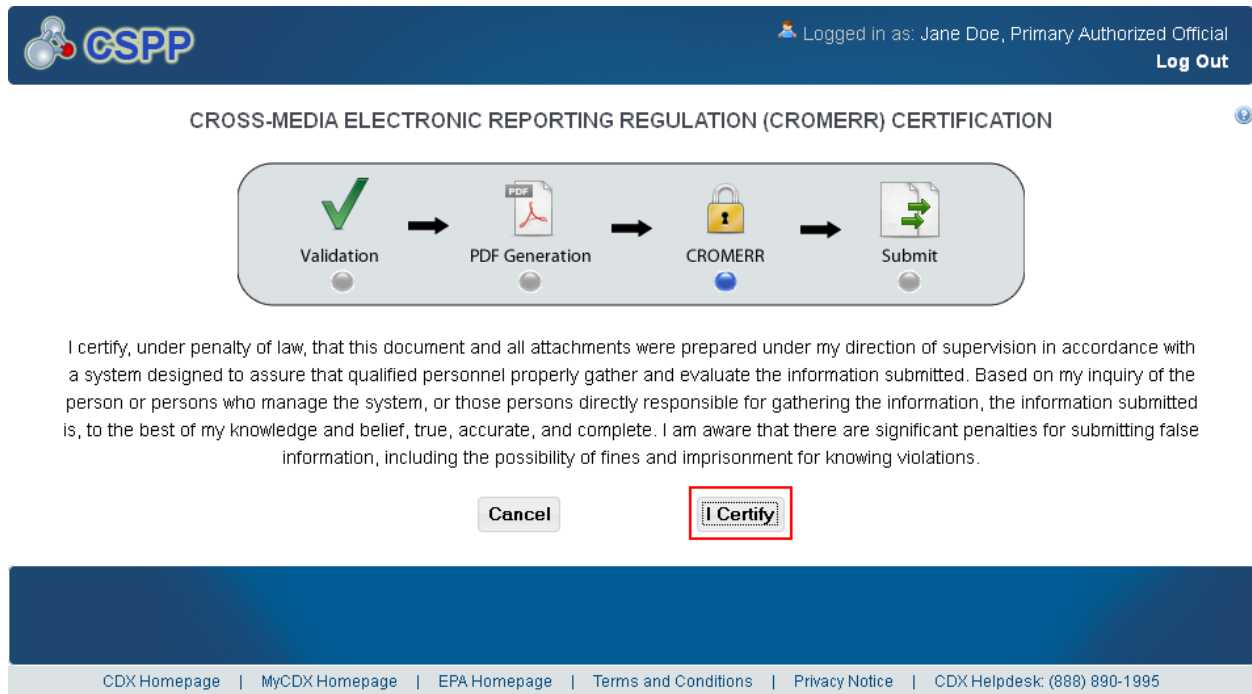 CSPP
Logged in as: Jane Doe, Primary Authorized Official
Log Out
CROSS-MEDIA ELECTRONIC REPORTING REGULATION (CROMERR) CERTIFICATION
?
PDF
Validation
PDF Generation
CROMERR
Submit
I certify, under penalty of law, that this document and all attachments were prepared under my direction of supervision in accordance with
a system designed to assure that qualified personnel properly gather and evaluate the information submitted. Based on my inquiry of the
person or persons who manage the system, or those persons directly responsible for gathering the information, the information submitted
is, to the best of my knowledge and belief, true, accurate, and complete. I am aware that there are significant penalties for submitting false
information, including the possibility of fines and imprisonment for knowing violations.
Cancel
I Certify
CDX Homepage | MyCDX Homepage | EPA Homepage | Terms and Conditions | Privacy Notice | CDX Helpdesk: (888) 890-1995